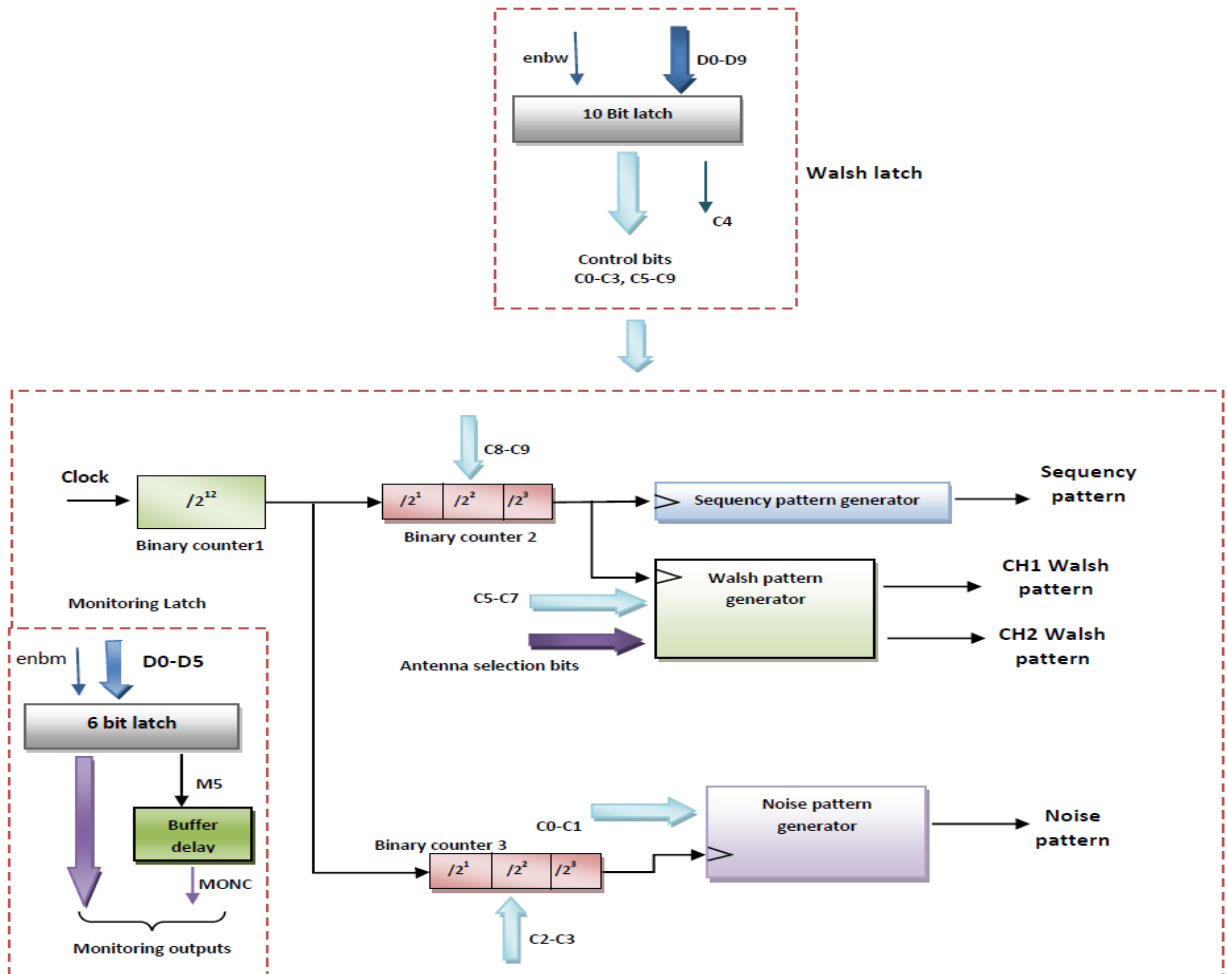 enbw
D0-D9
10 Bit latch
Walsh latch
C4
Control bits
C0-C3, C5-C9
C8-C9
Clock
/2¹²
Binary counter1
/2¹ /2² /2³
Binary counter 2
Sequency pattern generator
Sequency
pattern
Walsh pattern
generator
C5-C7
Antenna selection bits
CH1 Walsh
pattern
CH2 Walsh
pattern
Monitoring Latch
enbm
D0-D5
6 bit latch
M5
Buffer
delay
MONC
Monitoring outputs
Binary counter 3
/2¹ /2² /2³
C2-C3
C0-C1
Noise pattern
generator
Noise
pattern